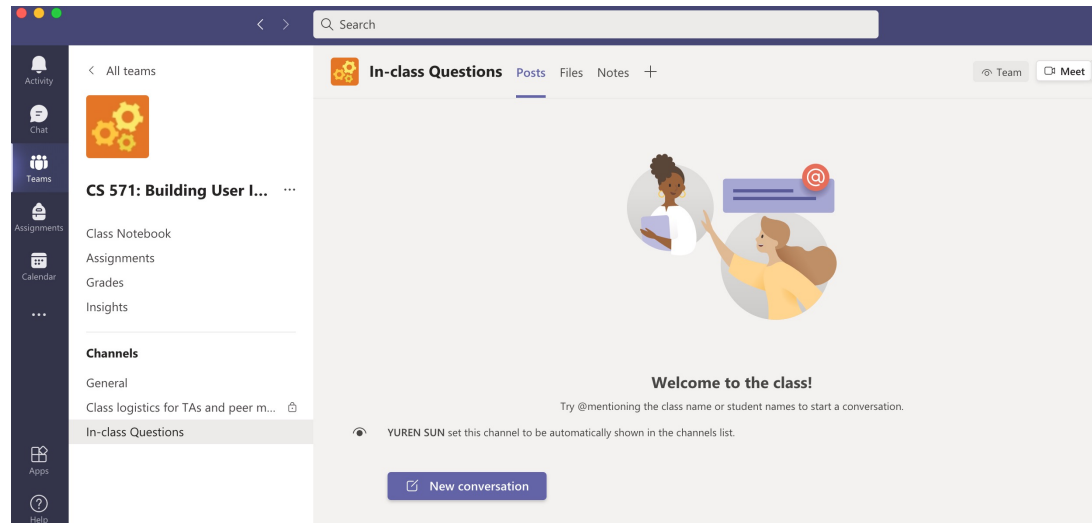 Search
Activity
Chat
Teams
Assignments
Calendar
Apps
Help
All teams
CS 571: Building User I...
Class Notebook
Assignments
Grades
Insights
Channels
General
Class logistics for TAs and peer m...
In-class Questions
In-class Questions Posts Files Notes
Team Meet
@
Welcome to the class!
Try @mentioning the class name or student names to start a conversation.
YUREN SUN set this channel to be automatically shown in the channels list.
New conversation